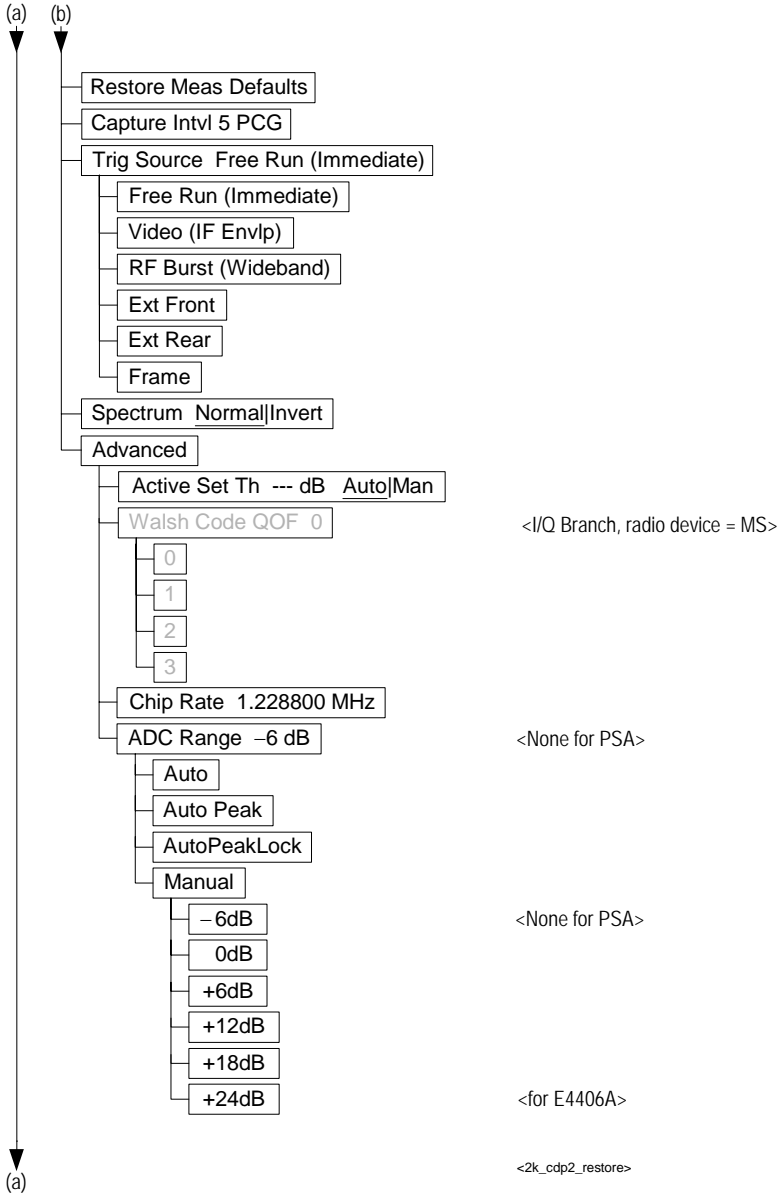 (a) (b)
Restore Meas Defaults
Capture Intvl 5 PCG
Trig Source Free Run (Immediate)
Free Run (Immediate)
Video (IF Envlp)
RF Burst (Wideband)
Ext Front
Ext Rear
Frame
Spectrum Normal|Invert
Advanced
Active Set Th --- dB Auto|Man
Walsh Code QOF 0 <I/Q Branch, radio device = MS>
0
1
2
3
Chip Rate 1.228800 MHz
ADC Range −6 dB <None for PSA>
Auto
Auto Peak
AutoPeakLock
Manual
−6dB <None for PSA>
0dB
+6dB
+12dB
+18dB
+24dB <for E4406A>
<2k_cdp2_restore>
(a)